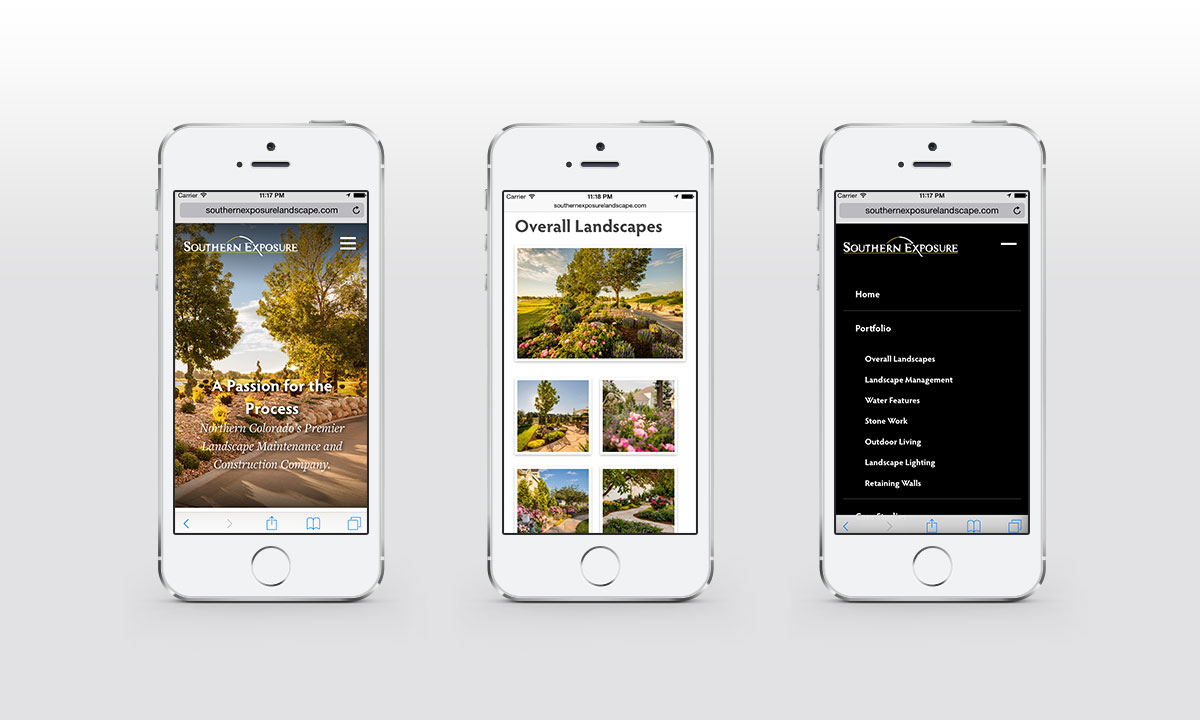 Carrier 11:17 PM
southernexposurelandscape.com
SOUTHERN EXPOSURE
A Passion for the
Process
Northern Colorado's Premier
Landscape Maintenance and
Construction Company.
Carrier 11:18 PM
southernexposurelandscape.com
Overall Landscapes
Carrier 11:17 PM
southernexposurelandscape.com
SOUTHERN EXPOSURE
Home
Portfolio
Overall Landscapes
Landscape Management
Water Features
Stone Work
Outdoor Living
Landscape Lighting
Retaining Walls